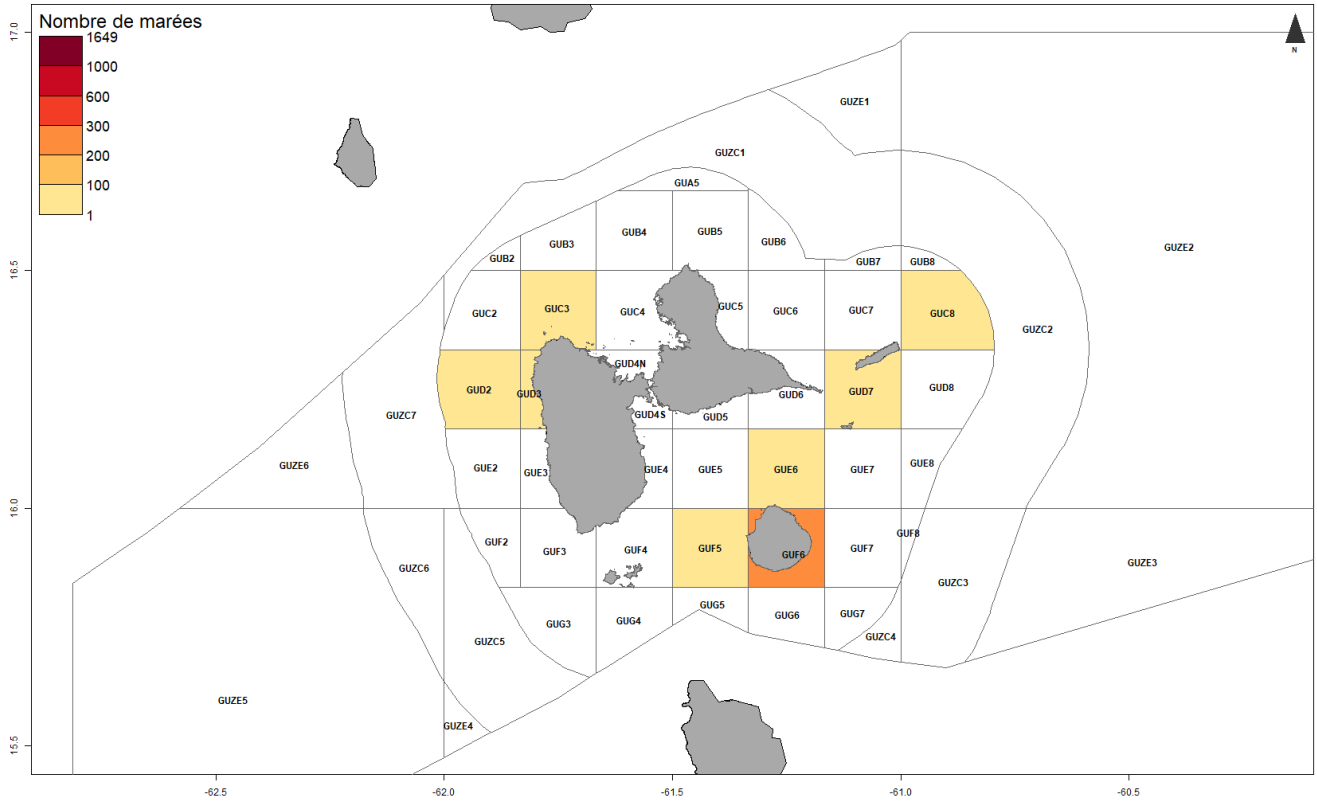 Nombre de marées
1649
1000
600
300
200
100
1
N
17.0
16.5
16.0
15.5
-62.5
-62.0
-61.5
-61.0
-60.5
GUZE1
GUZC1
GUA5
GUB4
GUB5
GUB3
GUB6
GUZE2
GUB2
GUB7
GUB8
GUC2
GUC3
GUC4
GUC5
GUC6
GUC7
GUC8
GUZC2
GUD4N
GUD2
GUD3
GUD6
GUD7
GUD8
GUZC7
GUD4S
GUD5
GUZE6
GUE2
GUE3
GUE4
GUE5
GUE6
GUE7
GUE8
GUF2
GUF3
GUF4
GUF5
GUF6
GUF7
GUF8
GUZE3
GUZC6
GUZC3
GUG5
GUG3
GUG4
GUG6
GUG7
GUZC5
GUZC4
GUZE5
GUZE4